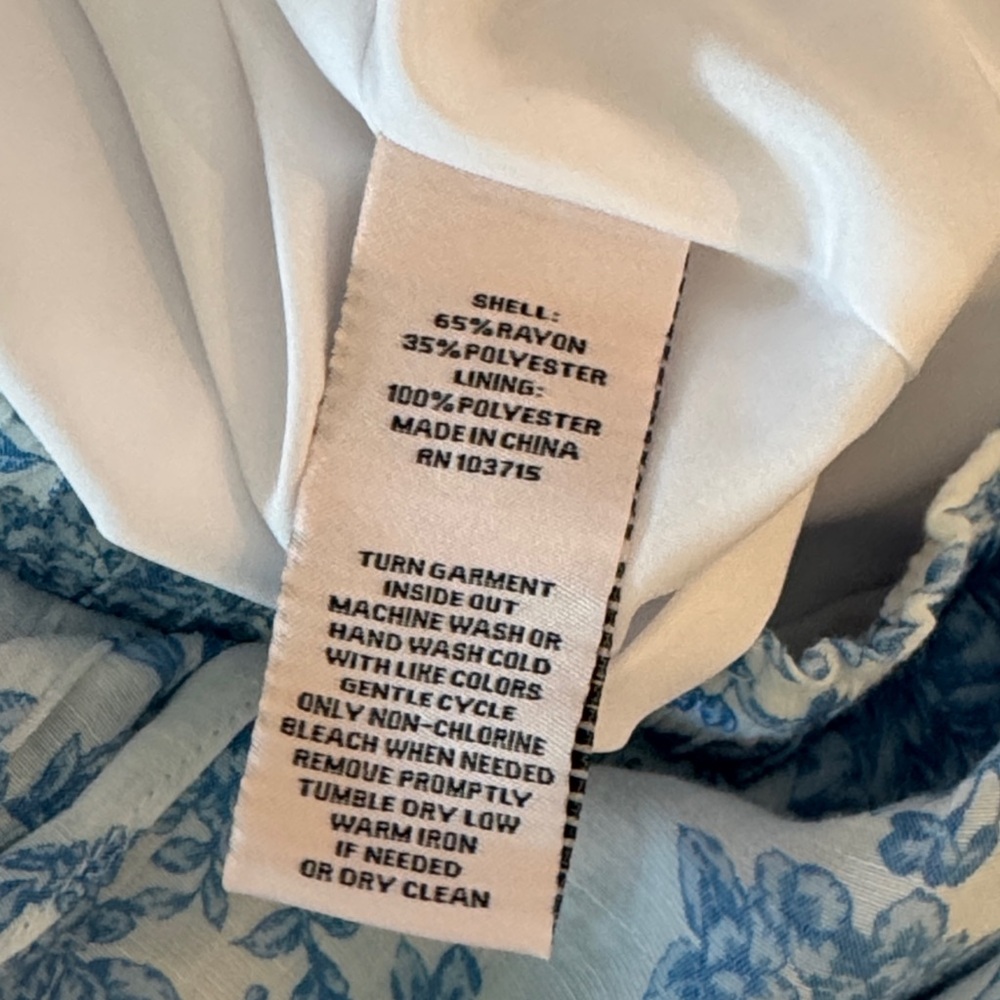 SHELL:
65% RAYON
35% POLYESTER
LINING:
100% POLYESTER
MADE IN CHINA
RN 103715
TURN GARMENT
INSIDE OUT
MACHINE WASH OR
HAND WASH COLD
WITH LIKE COLORS
GENTLE CYCLE
ONLY NON-CHLORINE
BLEACH WHEN NEEDED
REMOVE PROMPTLY
TUMBLE DRY LOW
WARM IRON
IF NEEDED
OR DRY CLEAN